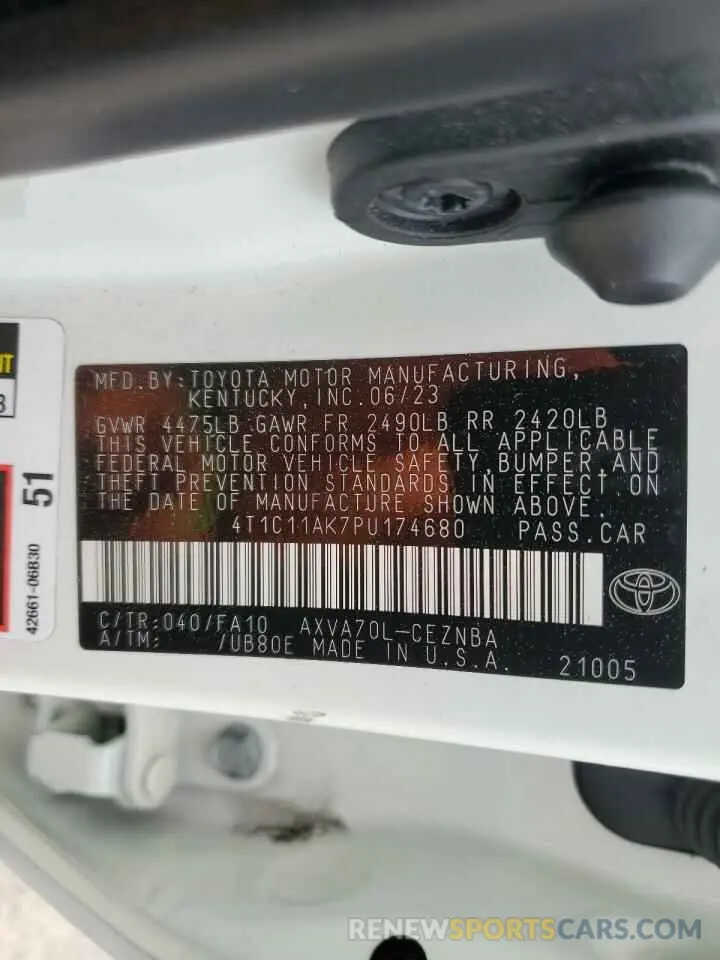 MFD.BY:TOYOTA MOTOR MANUFACTURING,
KENTUCKY,INC.06/23
GVWR 4475LB GAWR FR 2490LB RR 2420LB
THIS VEHICLE CONFORMS TO ALL APPLICABLE
FEDERAL MOTOR VEHICLE SAFETY,BUMPER,AND
THEFT PREVENTION STANDARDS IN EFFECT ON
THE DATE OF MANUFACTURE SHOWN ABOVE.
4T1C11AK7PU174680 PASS.CAR
C/TR:040/FA10 AXVA70L-CEZNBA
A/TM: /UB80E MADE IN U.S.A. 21005
51
42661-06B30
RENEWSPORTSCARS.COM